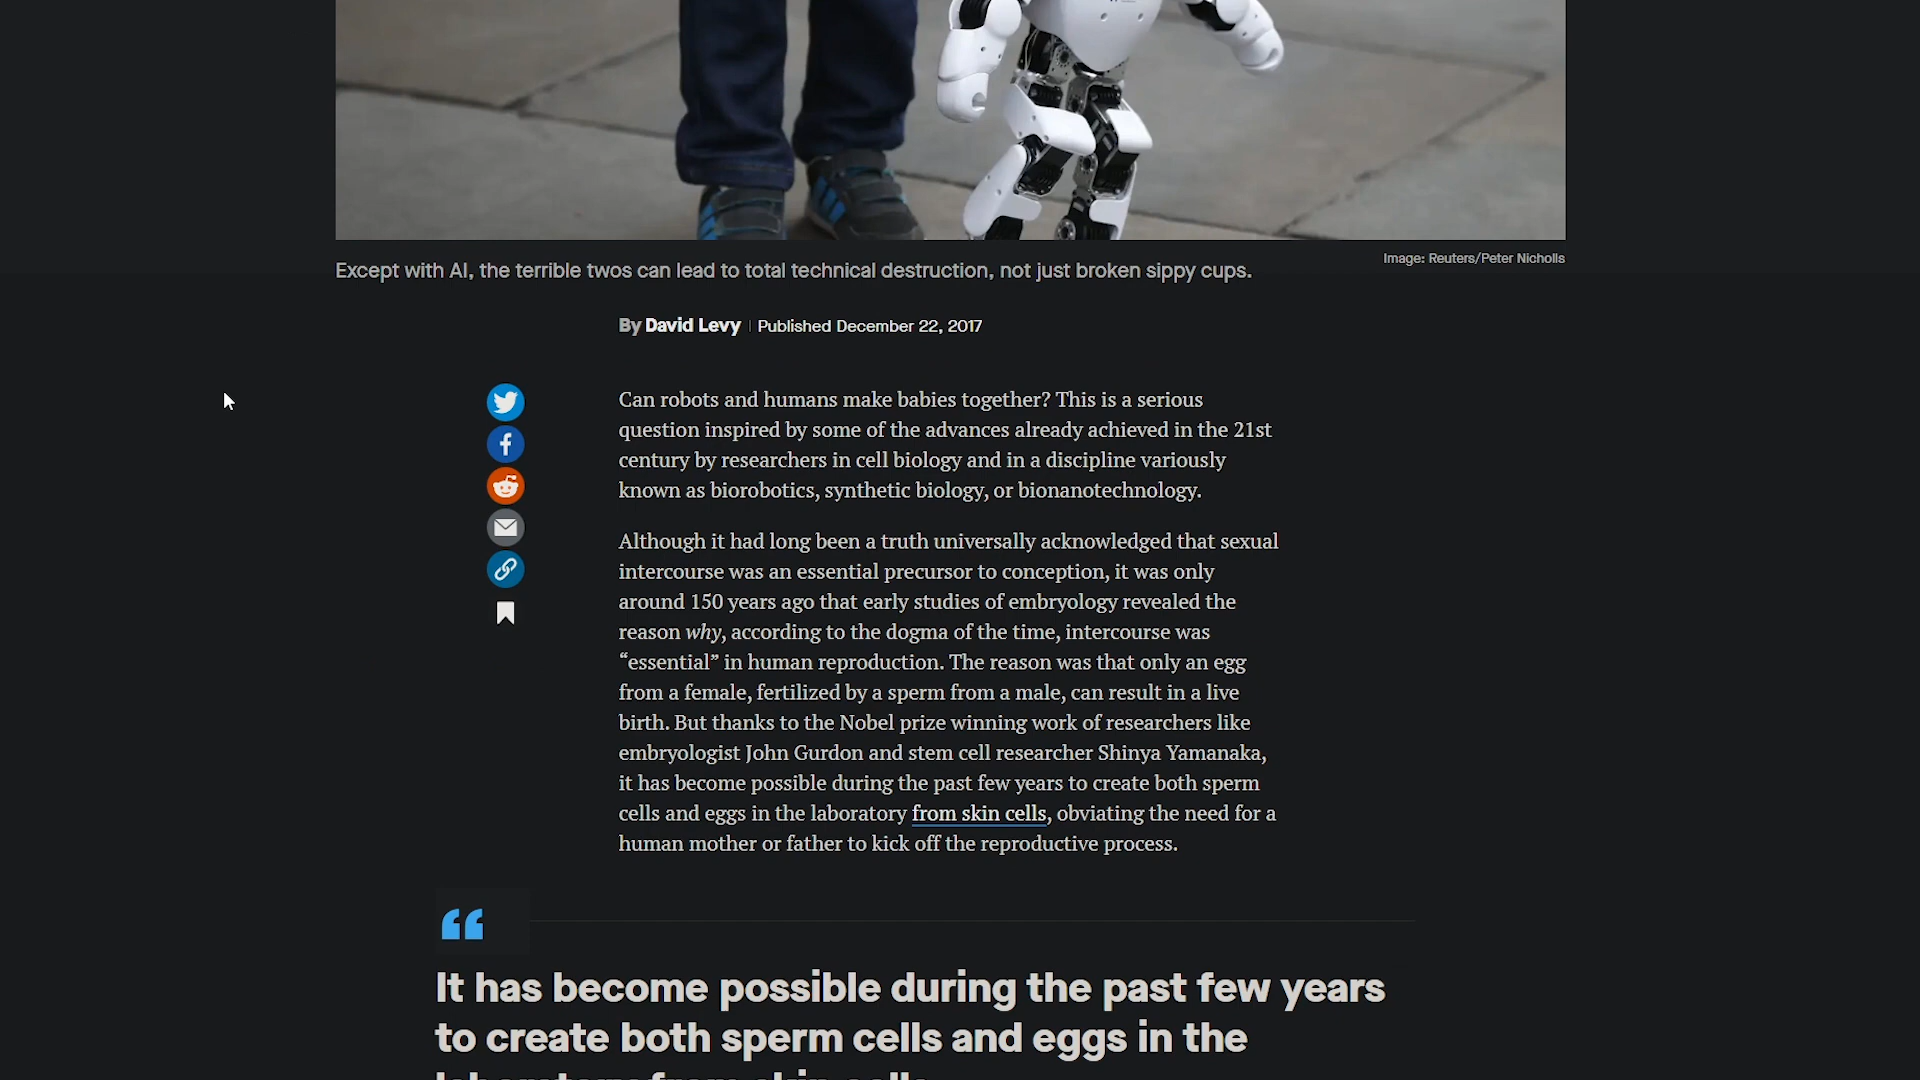 Except with AI, the terrible twos can lead to total technical destruction, not just broken sippy cups.
Image: Reuters/Peter Nicholls
By David Levy | Published December 22, 2017
Can robots and humans make babies together? This is a serious
question inspired by some of the advances already achieved in the 21st
century by researchers in cell biology and in a discipline variously
known as biorobotics, synthetic biology, or bionanotechnology.
Although it had long been a truth universally acknowledged that sexual
intercourse was an essential precursor to conception, it was only
around 150 years ago that early studies of embryology revealed the
reason why, according to the dogma of the time, intercourse was
“essential” in human reproduction. The reason was that only an egg
from a female, fertilized by a sperm from a male, can result in a live
birth. But thanks to the Nobel prize winning work of researchers like
embryologist John Gurdon and stem cell researcher Shinya Yamanaka,
it has become possible during the past few years to create both sperm
cells and eggs in the laboratory from skin cells, obviating the need for a
human mother or father to kick off the reproductive process.
“
It has become possible during the past few years
to create both sperm cells and eggs in the